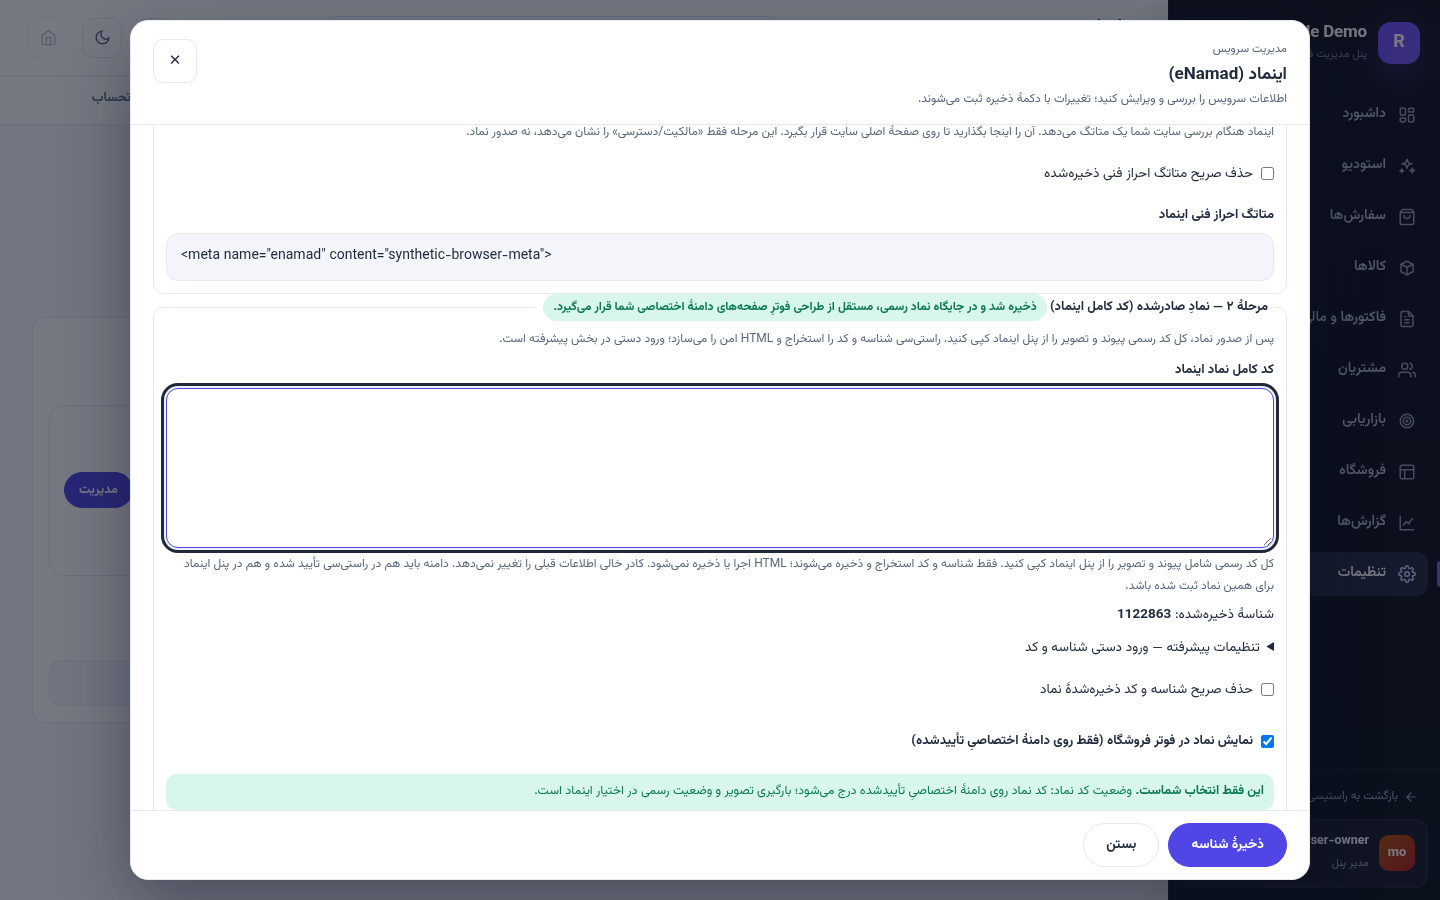 مدیریت سرویس
اینماد (eNamad)
اطلاعات سرویس را بررسی و ویرایش کنید؛ تغییرات با دکمهٔ ذخیره ثبت می‌شوند.
اینماد هنگام بررسی سایت شما یک متاتگ می‌دهد. آن را اینجا بگذارید تا روی صفحهٔ اصلی سایت قرار بگیرد. این مرحله فقط «مالکیت/دسترسی» را نشان می‌دهد، نه صدور نماد.
حذف صریح متاتگ احراز فنی ذخیره‌شده
متاتگ احراز فنی اینماد
<meta name="enamad" content="synthetic-browser-meta">
مرحلهٔ ۲ — نمادِ صادرشده (کد کامل اینماد) ذخیره شد و در جایگاه نماد رسمی، مستقل از طراحی فوترِ صفحه‌های دامنهٔ اختصاصی شما قرار می‌گیرد.
پس از صدور نماد، کل کد رسمی پیوند و تصویر را از پنل اینماد کپی کنید. راستی‌سی شناسه و کد را استخراج و HTML امن را می‌سازد؛ ورود دستی در بخش پیشرفته است.
کد کامل نماد اینماد
کل کد رسمی شامل پیوند و تصویر را از پنل اینماد کپی کنید. فقط شناسه و کد استخراج و ذخیره می‌شوند؛ HTML اجرا یا ذخیره نمی‌شود. کادر خالی اطلاعات قبلی را تغییر نمی‌دهد. دامنه باید هم در راستی‌سی تأیید شده و هم در پنل اینماد
برای همین نماد ثبت شده باشد.
شناسهٔ ذخیره‌شده: 1122863
تنظیمات پیشرفته — ورود دستی شناسه و کد
حذف صریح شناسه و کد ذخیره‌شدهٔ نماد
نمایش نماد در فوتر فروشگاه (فقط روی دامنهٔ اختصاصیِ تأییدشده)
این فقط انتخاب شماست. وضعیت کد نماد: کد نماد روی دامنهٔ اختصاصیِ تأییدشده درج می‌شود؛ بارگیری تصویر و وضعیت رسمی در اختیار اینماد است.
ذخیرهٔ شناسه
بستن
Demo
R
پنل مدیریت
داشبورد
استودیو
سفارش‌ها
کالاها
فاکتورها و
مشتریان
بازاریابی
فروشگاه
گزارش‌ها
تنظیمات
بازگشت به
ser-owner
مدیر پنل
mo
مدیریت